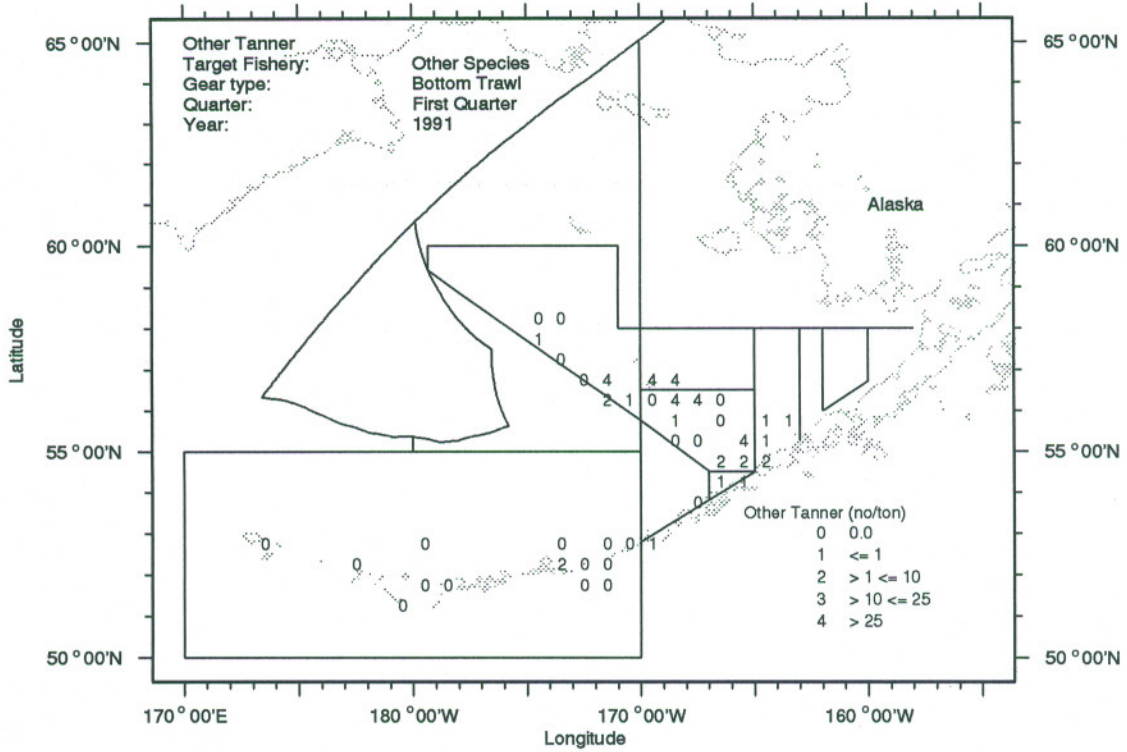 65 °00'N
65 °00'N
Other Tanner
Target Fishery: Other Species
Gear type: Bottom Trawl
Quarter: First Quarter
Year: 1991
Alaska
60 °00'N
60 °00'N
Latitude
0 0
1
0
0 4 4 4
2 1 0 4 4 0
1 0 1 1
0 0 4 1
55 °00'N
2 2 2
55 °00'N
1 1
0
Other Tanner (no/ton)
0 0.0
1 <= 1
2 > 1 <= 10
3 > 10 <= 25
4 > 25
0 0 0 0 0 1
0 2 0 0
0 0 0 0
0
50 °00'N
50 °00'N
170 °00'E
180 °00'W
170 °00'W
160 °00'W
Longitude